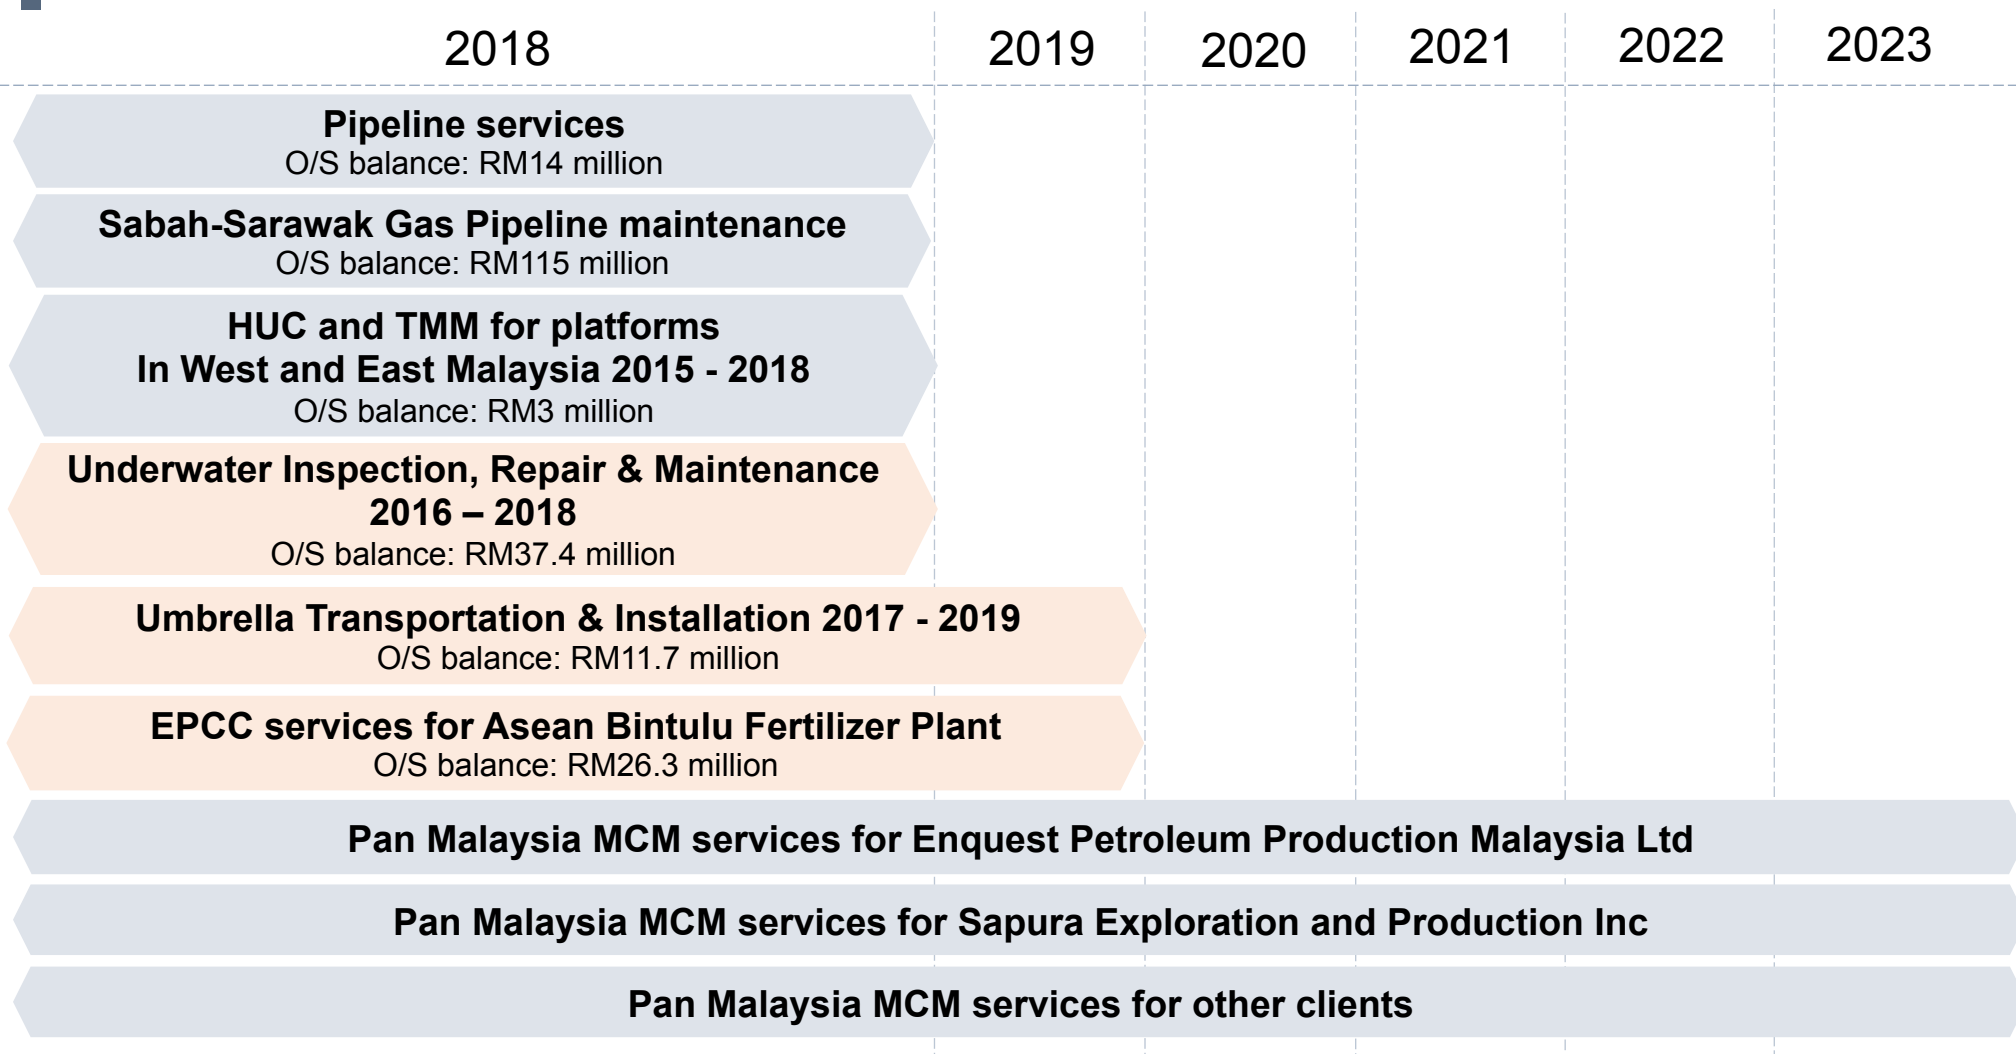 2018 2019 2020 2021 2022 2023
Pipeline services
O/S balance: RM14 million
Sabah-Sarawak Gas Pipeline maintenance
O/S balance: RM115 million
HUC and TMM for platforms
In West and East Malaysia 2015 - 2018
O/S balance: RM3 million
Underwater Inspection, Repair & Maintenance
2016 – 2018
O/S balance: RM37.4 million
Umbrella Transportation & Installation 2017 - 2019
O/S balance: RM11.7 million
EPCC services for Asean Bintulu Fertilizer Plant
O/S balance: RM26.3 million
Pan Malaysia MCM services for Enquest Petroleum Production Malaysia Ltd
Pan Malaysia MCM services for Sapura Exploration and Production Inc
Pan Malaysia MCM services for other clients